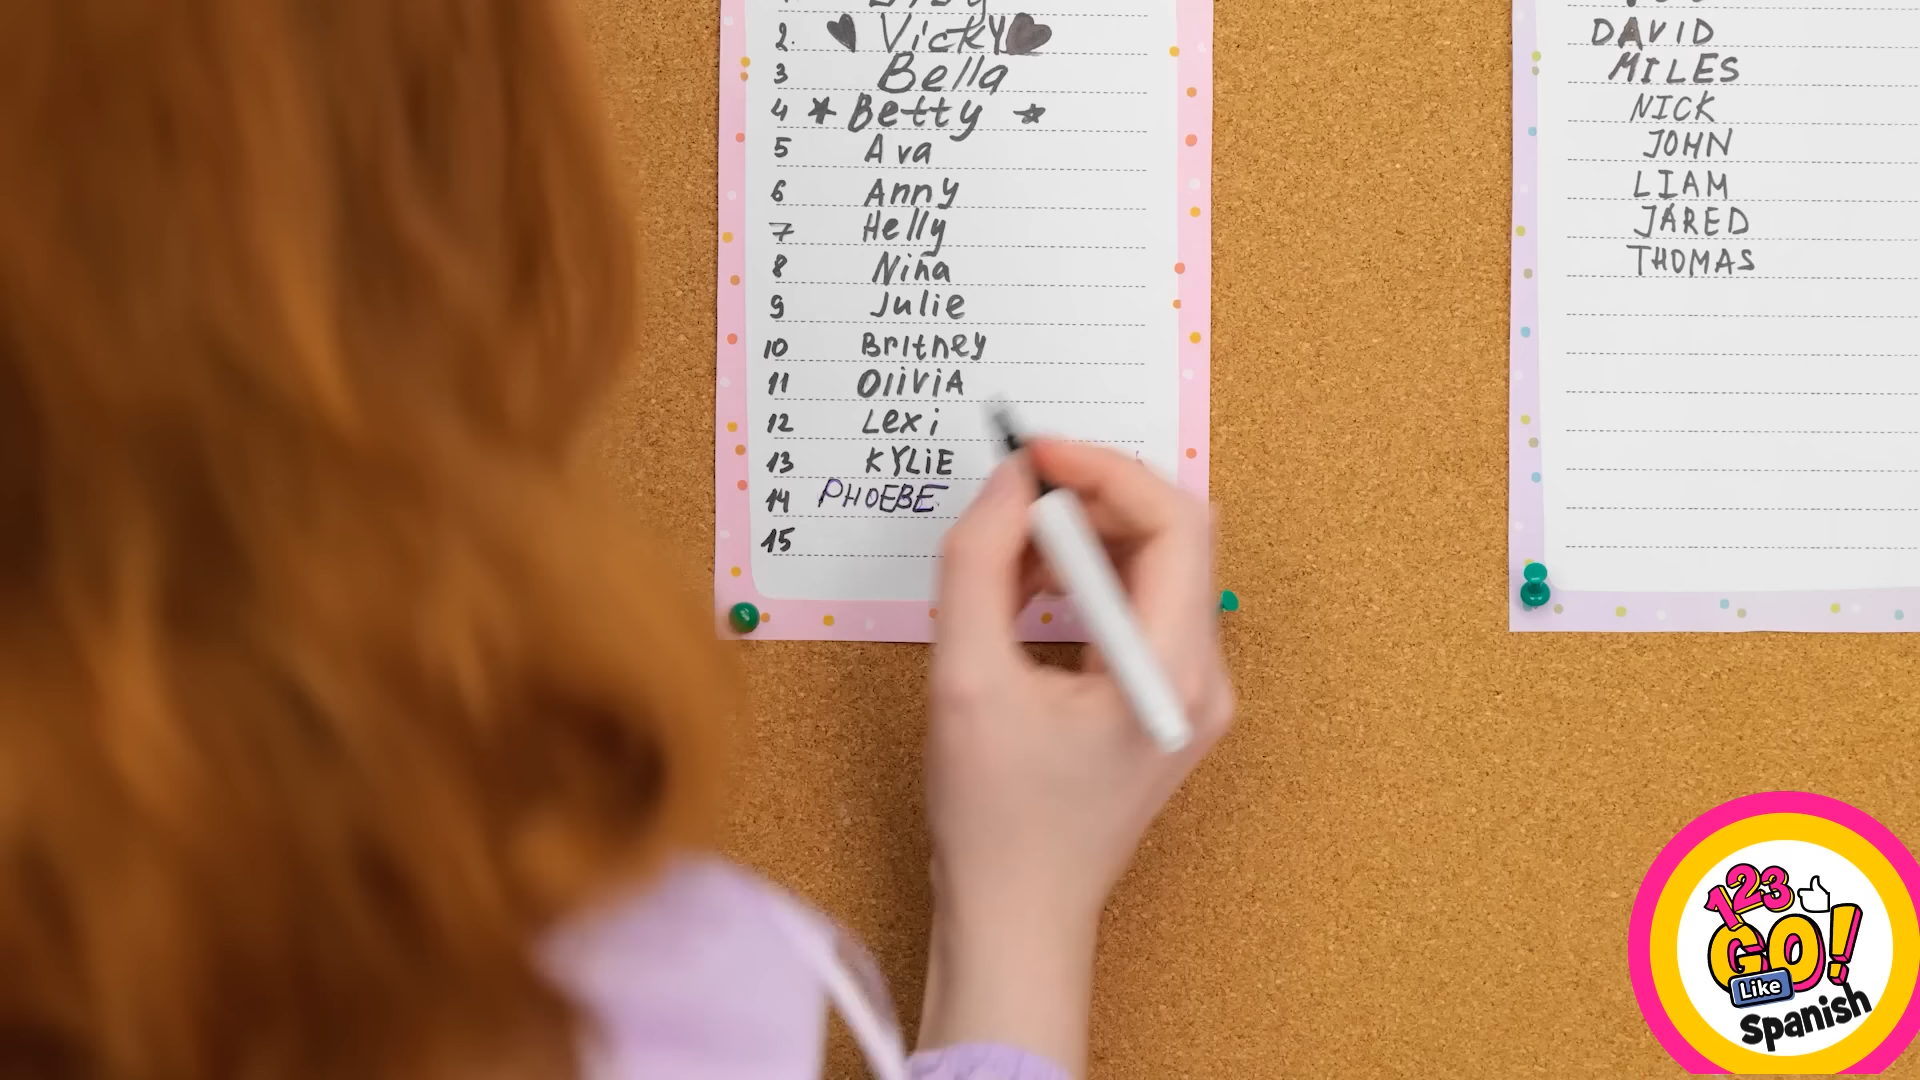 2. Vicky
3 Bella
4 * Betty *
5 Ava
6 Anny
7 Helly
8 Nina
9 Julie
10 Britney
11 OliviA
12 Lexi
13 KYLiE
14 PHOEBE
15
DAVID
MILES
NICK
JOHN
LIAM
JARED
THOMAS
123
GO!
Like
Spanish